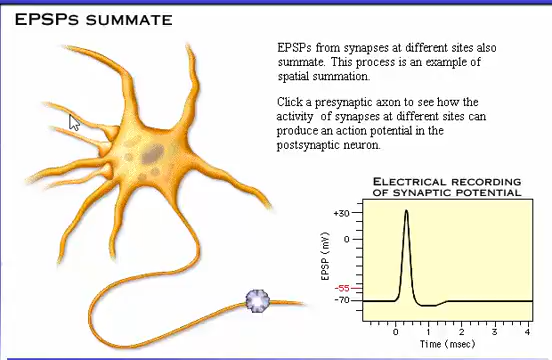 EPSPs summate
EPSPs from synapses at different sites also
summate. This process is an example of
spatial summation.
Click a presynaptic axon to see how the
activity of synapses at different sites can
produce an action potential in the
postsynaptic neuron.
Electrical recording
of synaptic potential
EPSP (mV)
+30
0
-55
-70
0 1 2 3 4
Time (msec)